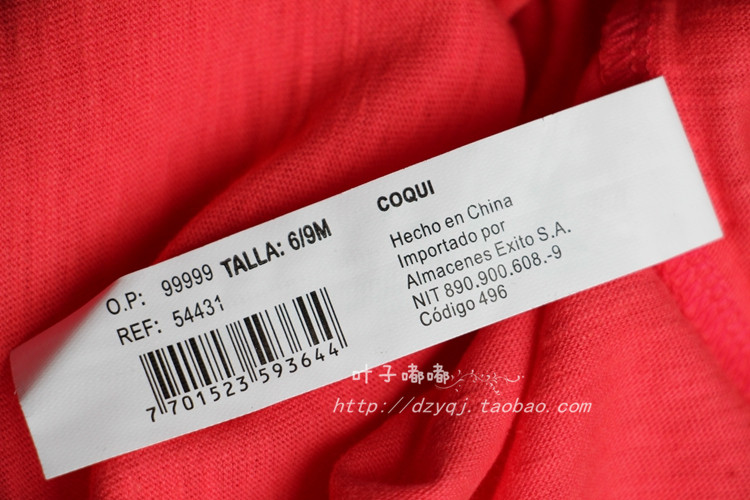 O.P: 99999 TALLA: 6/9M
REF: 54431
7 701523 593644
COQUI
Hecho en China
Importado por
Almacenes Exito S.A.
NIT 890.900.608.-9
Código 496
叶子嘟嘟
http://dzyqj.taobao.com